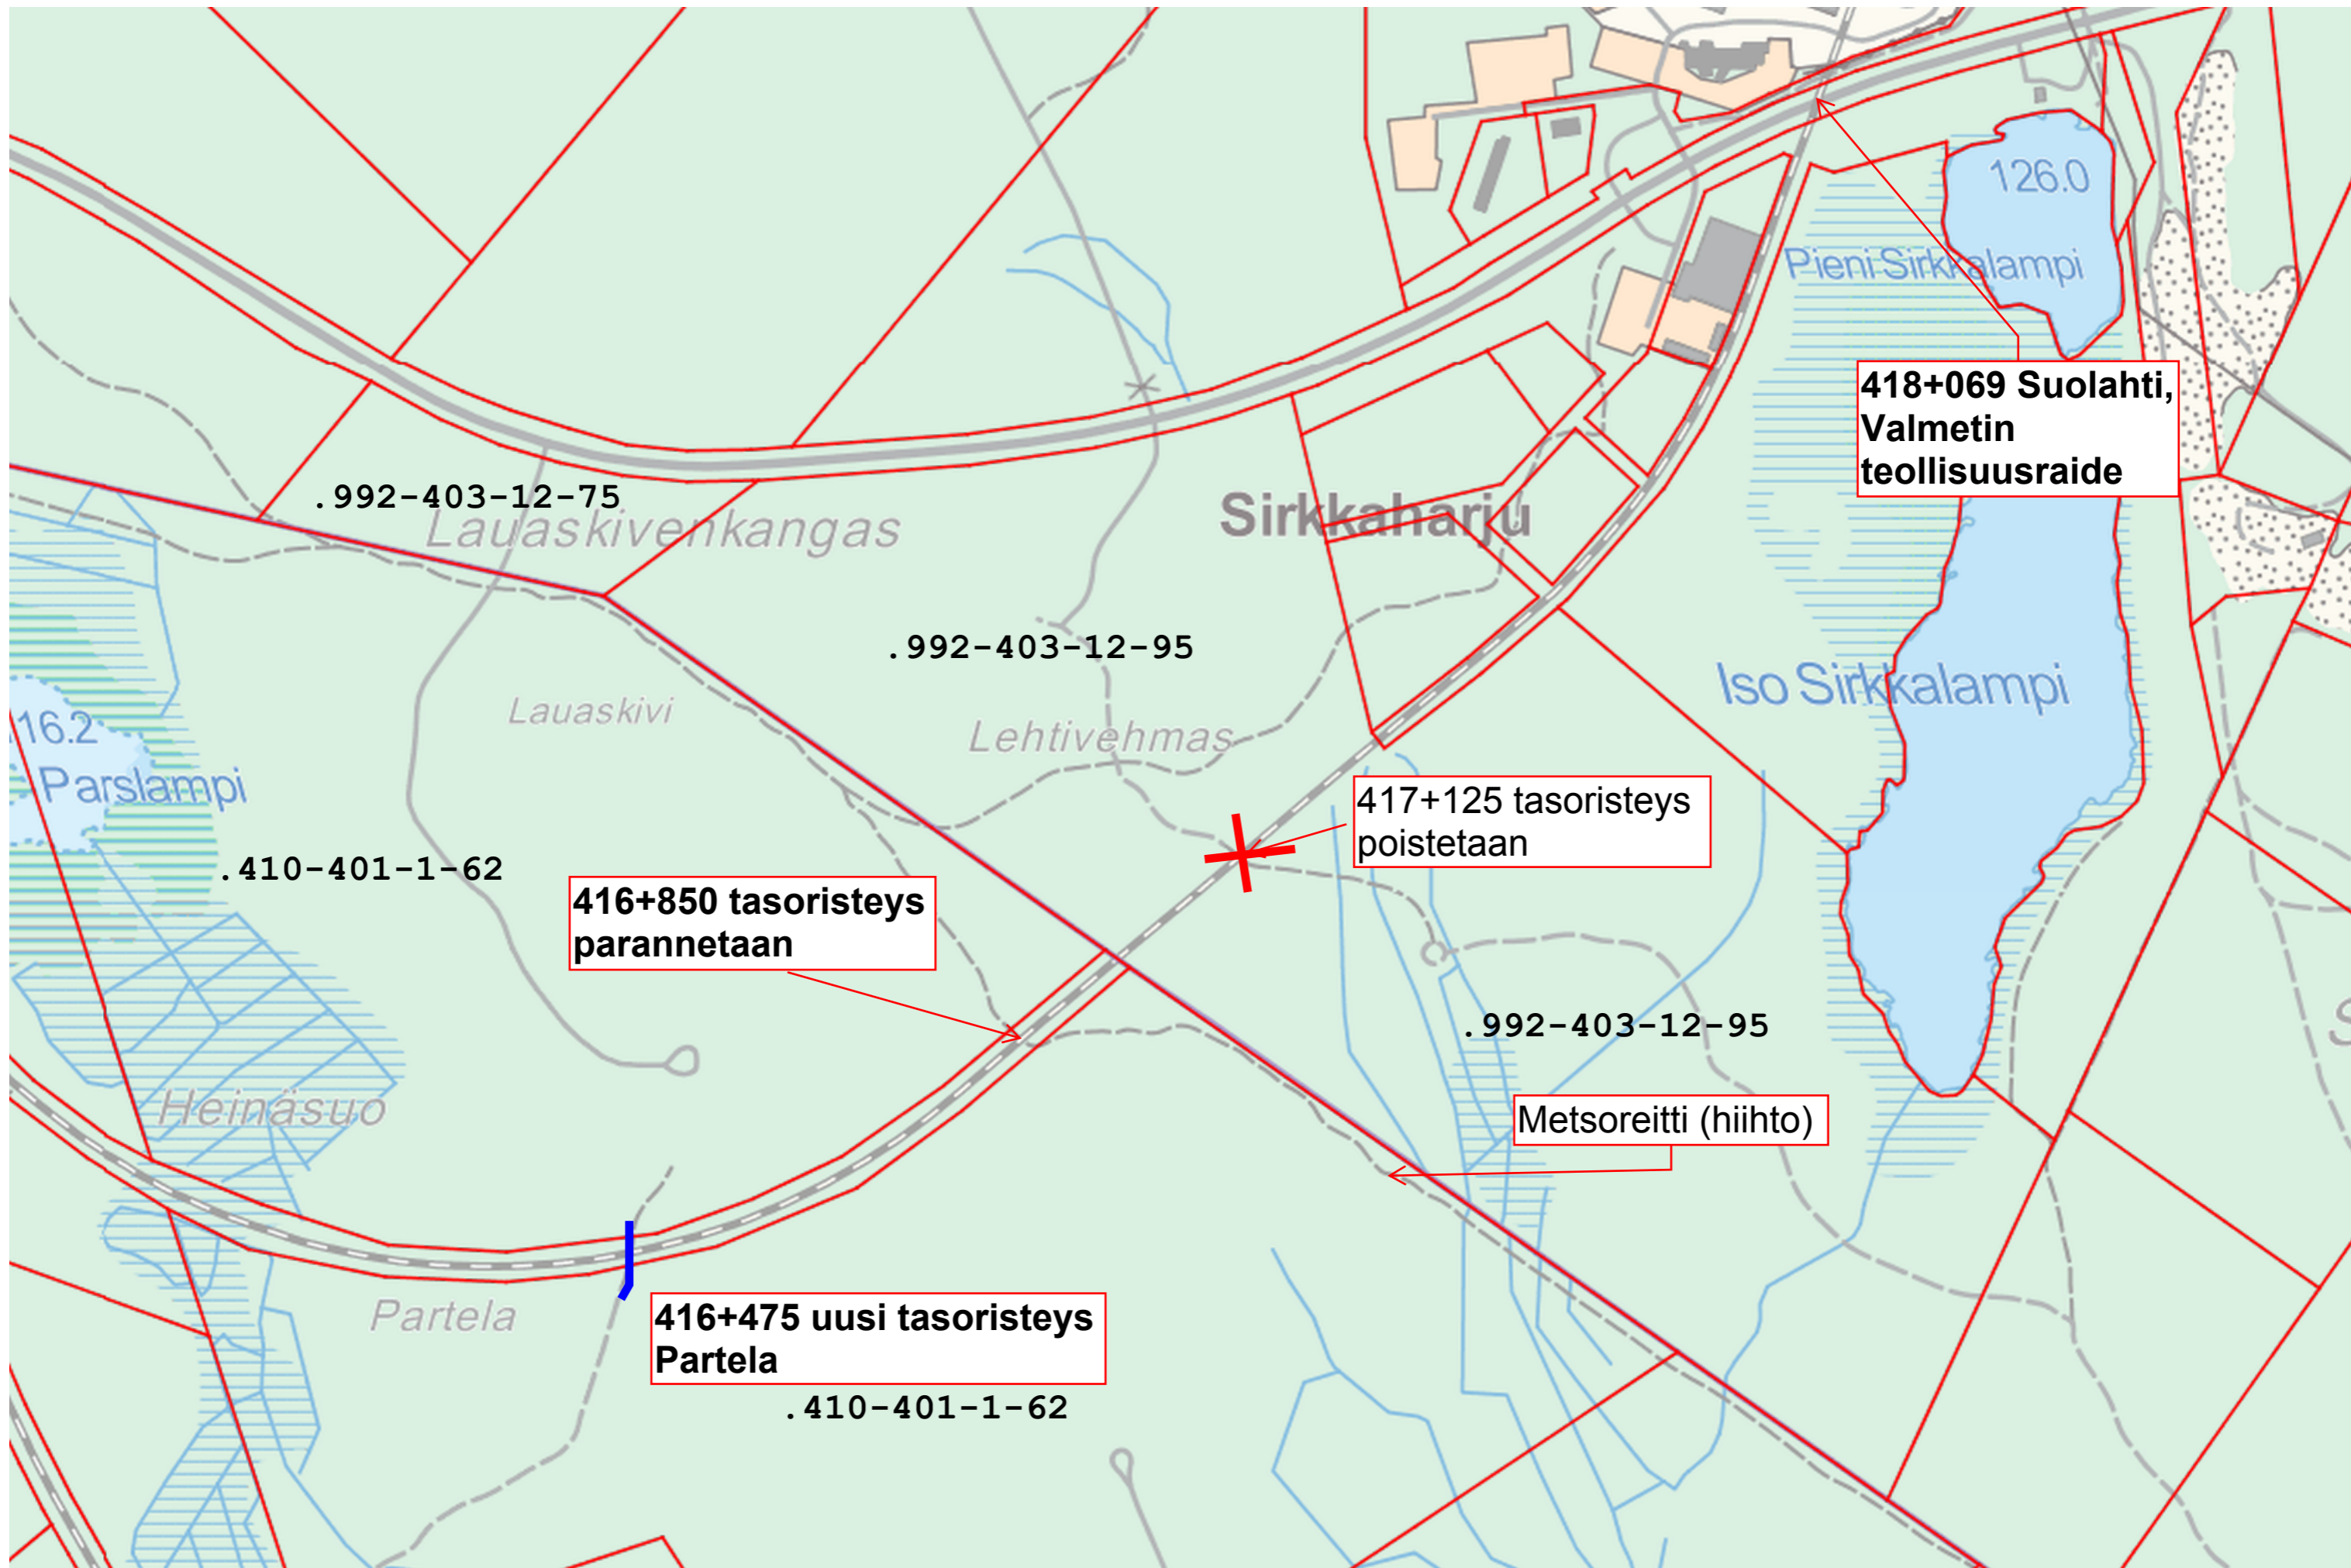 126.0
Pieni Sirkkalampi
418+069 Suolahti,
Valmetin
teollisuusraide
.992-403-12-75
Lauaskivenkangas
Sirkkaharju
.992-403-12-95
Iso Sirkkalampi
Lauaskivi
Lehtivehmas
16.2
Parslampi
417+125 tasoristeys
poistetaan
.410-401-1-62
416+850 tasoristeys
parannetaan
.992-403-12-95
S
Heinäsuo
Metsoreitti (hiihto)
Partela
416+475 uusi tasoristeys
Partela
.410-401-1-62